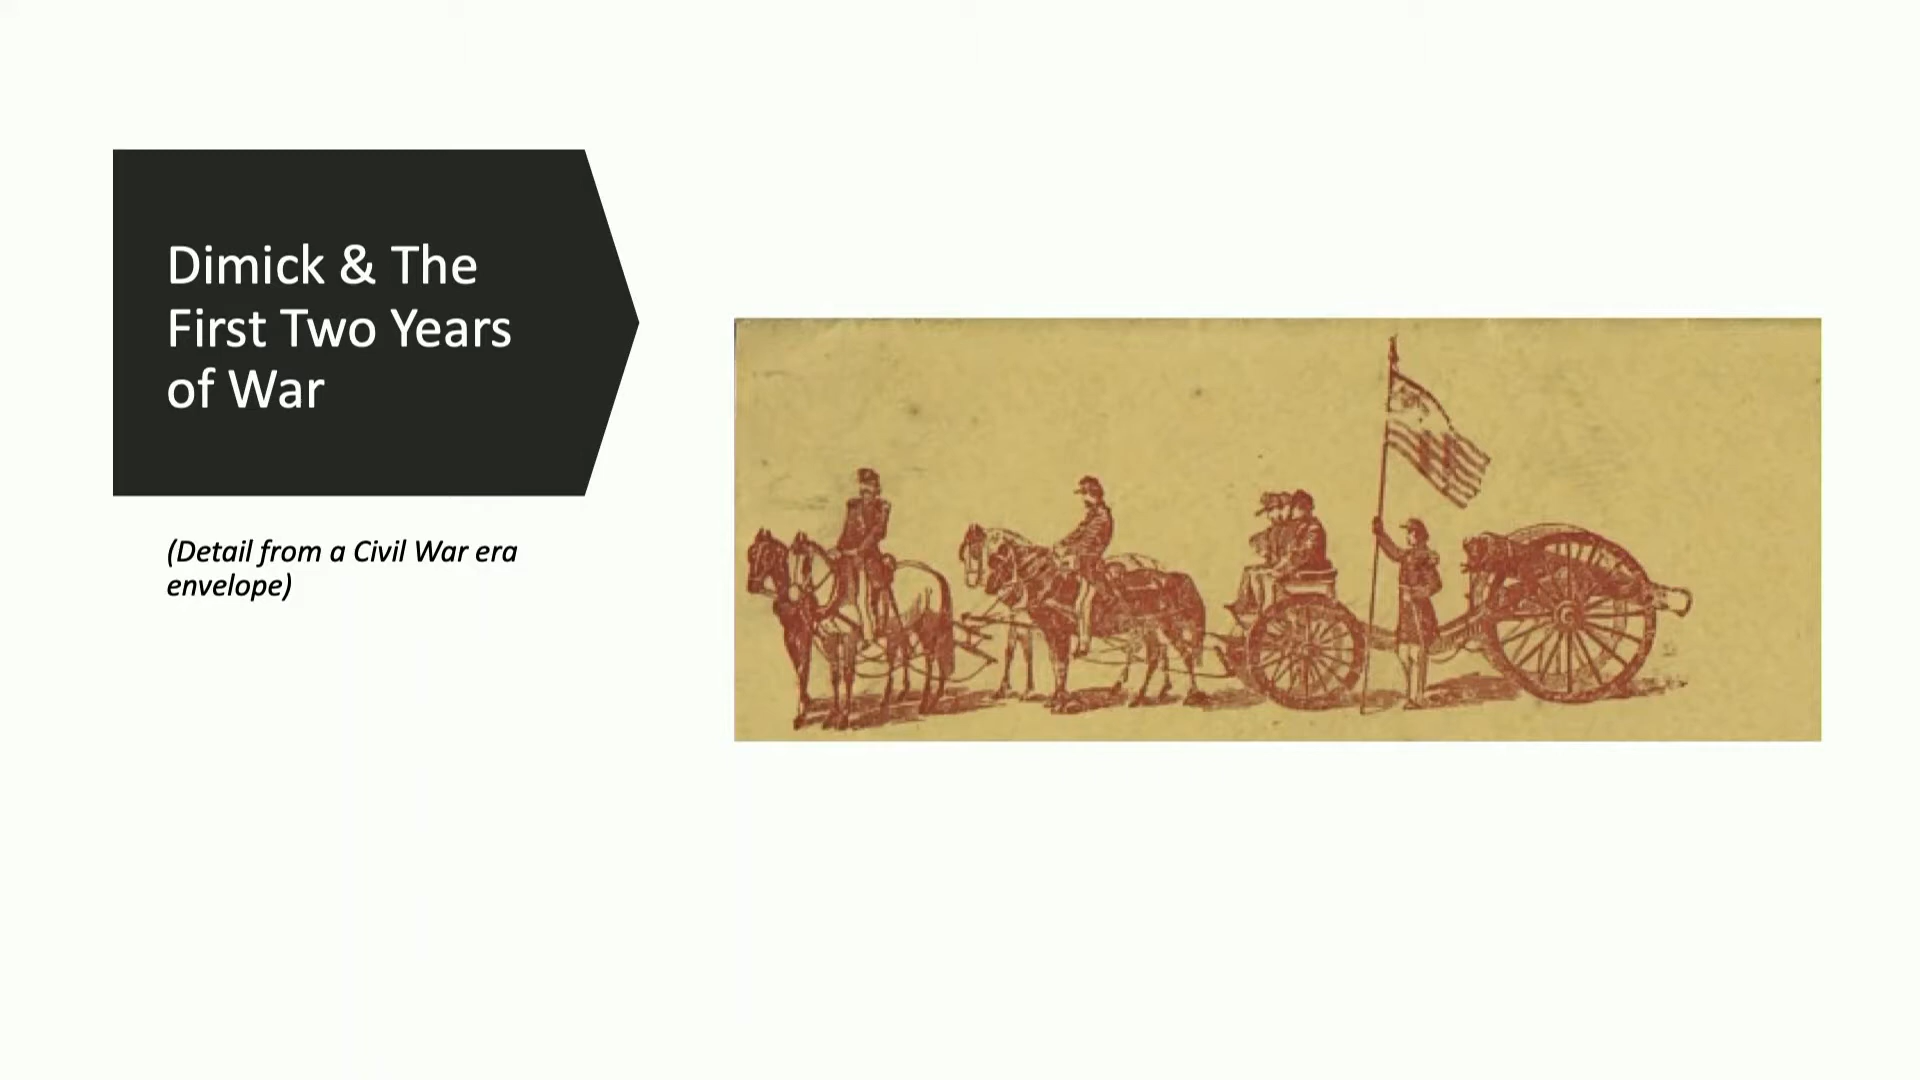 Dimick & The
First Two Years
of War
(Detail from a Civil War era
envelope)